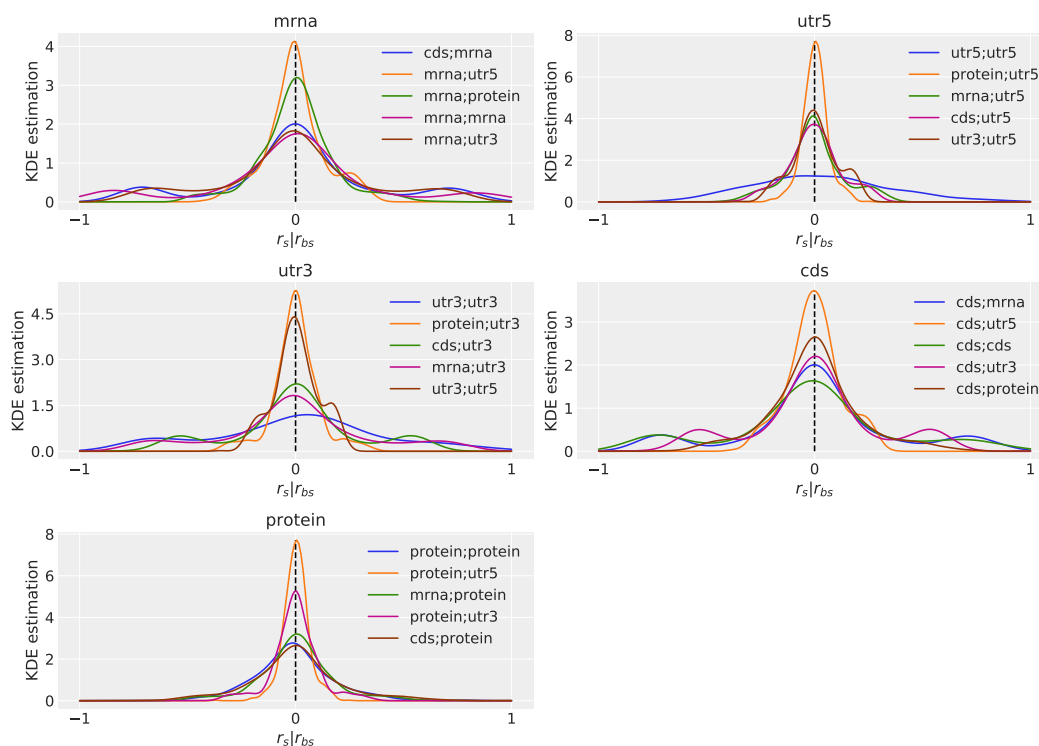 mrna
KDE estimation
4
3
2
1
0
cds;mrna
mrna;utr5
mrna;protein
mrna;mrna
mrna;utr3
−1
0
1
r_s|r_bs
utr5
KDE estimation
8
6
4
2
0
utr5;utr5
protein;utr5
mrna;utr5
cds;utr5
utr3;utr5
−1
0
1
r_s|r_bs
utr3
KDE estimation
4.5
3.0
1.5
0.0
utr3;utr3
protein;utr3
cds;utr3
mrna;utr3
utr3;utr5
−1
0
1
r_s|r_bs
cds
KDE estimation
3
2
1
0
cds;mrna
cds;utr5
cds;cds
cds;utr3
cds;protein
−1
0
1
r_s|r_bs
protein
KDE estimation
8
6
4
2
0
protein;protein
protein;utr5
mrna;protein
protein;utr3
cds;protein
−1
0
1
r_s|r_bs